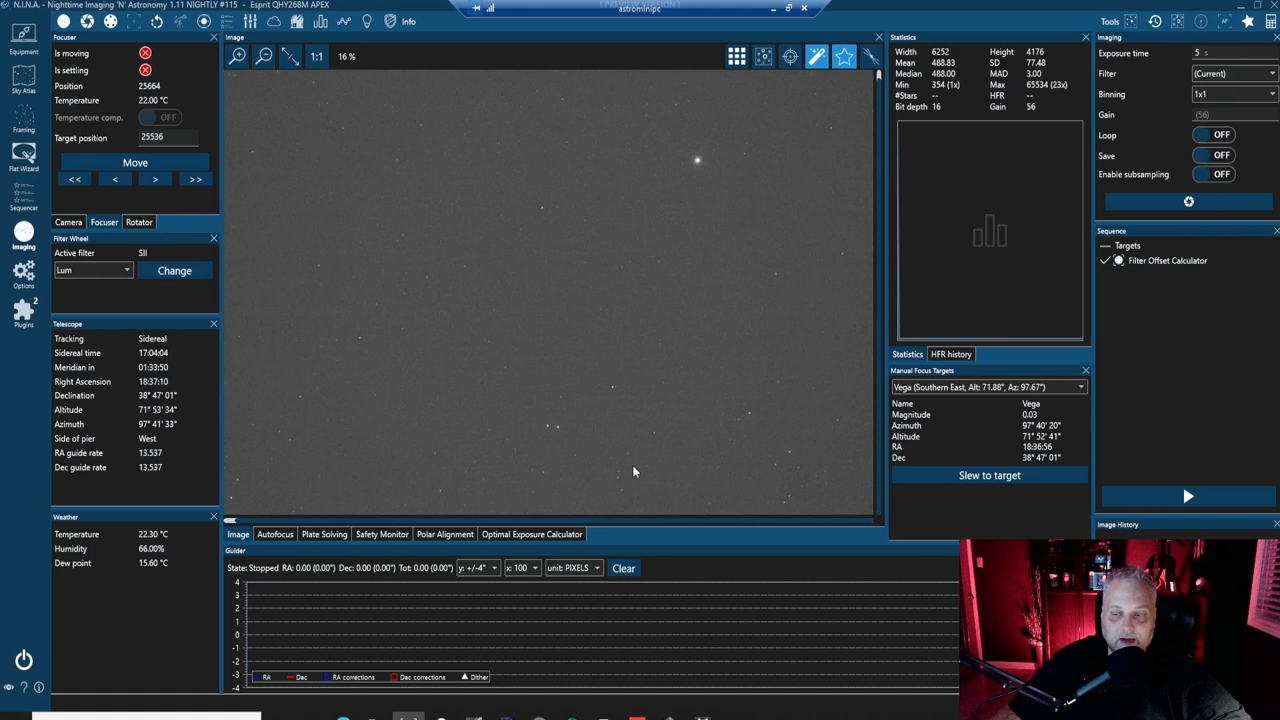 N.I.N.A. - Nighttime Imaging 'N' Astronomy 1.11 NIGHTLY #115 - Esprit QHY268M APEX
astrominipc
Info
Tools
Equipment
Sky Atlas
Framing
Flat Wizard
Sequencer
Imaging
Options
2
Plugins
Focuser
Is moving
Is settling
Position 25664
Temperature 22.00 °C
Temperature comp. OFF
Target position 25536
Move
<< < > >>
Camera Focuser Rotator
Filter Wheel
Active filter SII
Lum Change
Telescope
Tracking Sidereal
Sidereal time 17:04:04
Meridian in 01:33:50
Right Ascension 18:37:10
Declination 38° 47' 01"
Altitude 71° 53' 34"
Azimuth 97° 41' 33"
Side of pier West
RA guide rate 13.537
Dec guide rate 13.537
Weather
Temperature 22.30 °C
Humidity 66.00%
Dew point 15.60 °C
Image
1:1 16 %
Image Autofocus Plate Solving Safety Monitor Polar Alignment Optimal Exposure Calculator
Guider
State: Stopped RA: 0.00 (0.00") Dec: 0.00 (0.00") Tot: 0.00 (0.00") y: +/-4" x: 100 unit: PIXELS Clear
4
3
2
1
0
-1
-2
-3
-4
RA Dec RA corrections Dec corrections Dither
Statistics
Width 6252 Height 4176
Mean 488.83 SD 77.48
Median 488.00 MAD 3.00
Min 354 (1x) Max 65534 (23x)
#Stars -- HFR --
Bit depth 16 Gain 56
Statistics HFR history
Manual Focus Targets
Vega (Southern East, Alt: 71.88°, Az: 97.67°)
Name Vega
Magnitude 0.03
Azimuth 97° 40' 20"
Altitude 71° 52' 41"
RA 18:36:56
Dec 38° 47' 01"
Slew to target
Imaging
Exposure time 5 s
Filter (Current)
Binning 1x1
Gain (56)
Loop OFF
Save OFF
Enable subsampling OFF
Sequence
Targets
Filter Offset Calculator
Image History